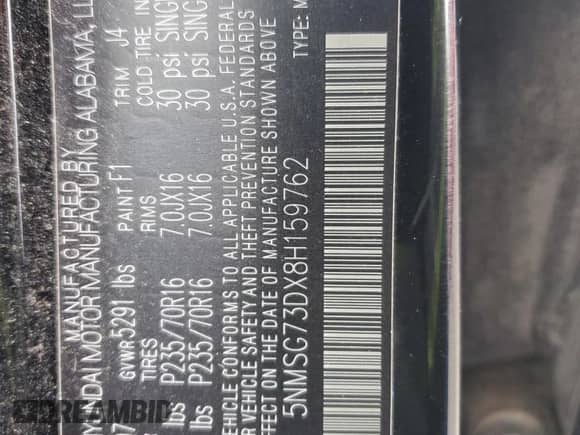 MANUFACTURED BY
HYUNDAI MOTOR MANUFACTURING ALABAMA, LL
GVWR 5291 lbs PAINT F1 TRIM J4
TIRES RIMS COLD TIRE IN
lbs P235/70R16 7.0JX16 30 psi SING
lbs P235/70R16 7.0JX16 30 psi SING
VEHICLE CONFORMS TO ALL APPLICABLE U.S.A. FEDERAL
R VEHICLE SAFETY AND THEFT PREVENTION STANDARDS
EFFECT ON THE DATE OF MANUFACTURE SHOWN ABOVE
5NMSG73DX8H159762 TYPE: M
DREAMBID